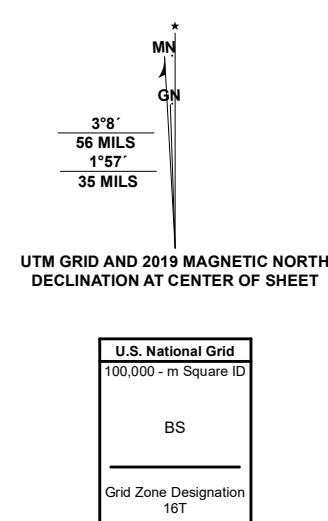 MN
GN
3°8´
56 MILS
1°57´
35 MILS
UTM GRID AND 2019 MAGNETIC NORTH
DECLINATION AT CENTER OF SHEET
U.S. National Grid
100,000 - m Square ID
BS
Grid Zone Designation
16T